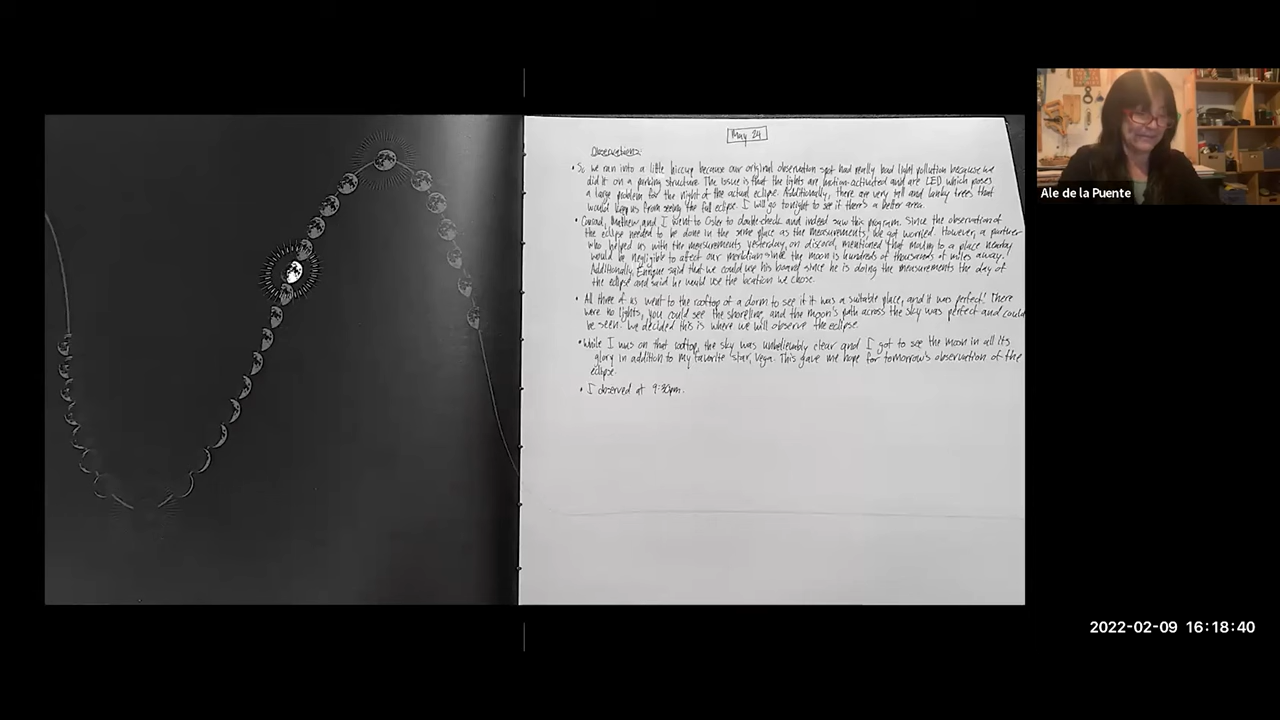 May 24
Observations:
• So we ran into a little hiccup because our original observation spot had really bad light pollution because we
did it on a parking structure. The issue is that the lights are motion-activated and are LED which poses
a large problem for the night of the actual eclipse. Additionally, there are very tall and lanky trees that
would keep us from seeing the full eclipse. I will go tonight to see if there's a better area.
• Mathew, and I went to Osler to double-check and indeed saw this program. Since the observation of
the eclipse needed to be done in the same place as the measurements, we got worried. However, a partner
who helped us with the measurements yesterday, on discord, mentioned that moving to a place nearby
would be negligible to affect our meridian since the moon is hundreds of thousands of miles away!
Additionally, Enrique said that we could use his board since he is doing the measurements the day of
the eclipse and said he would use the location we chose.
• All three of us went to the rooftop of a dorm to see if it was a suitable place, and it was perfect! There
were no lights, you could see the shoreline, and the moon's path across the sky was perfect and could
be seen. We decided this is where we will observe the eclipse.
• While I was on that rooftop, the sky was unbelievably clear and I got to see the moon in all its
glory in addition to my favorite star, Vega. This gave me hope for tomorrow's observation of the
eclipse.
• I observed at 9:30pm.
Ale de la Puente
2022-02-09 16:18:40